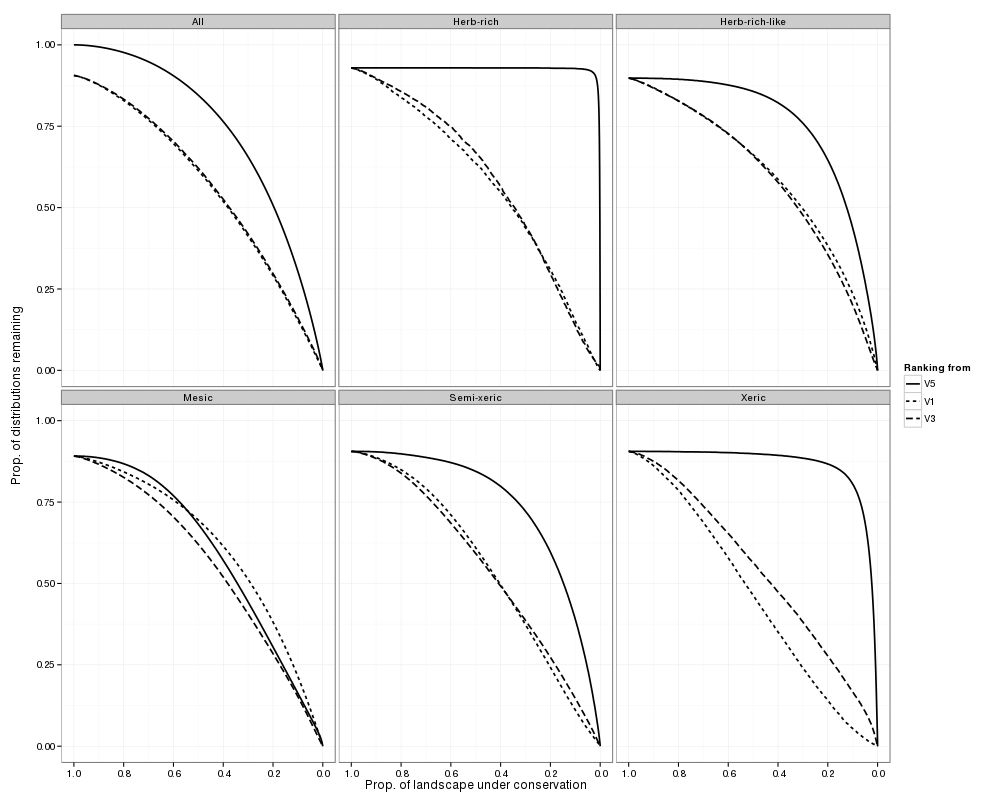 All Herb-rich Herb-rich-like
1.00
0.75
0.50
0.25
0.00
Mesic Semi-xeric Xeric
1.00
0.75
0.50
0.25
0.00
1.0 0.8 0.6 0.4 0.2 0.0 1.0 0.8 0.6 0.4 0.2 0.0 1.0 0.8 0.6 0.4 0.2 0.0
Prop. of landscape under conservation
Prop. of distributions remaining
Ranking from
V5
V1
V3